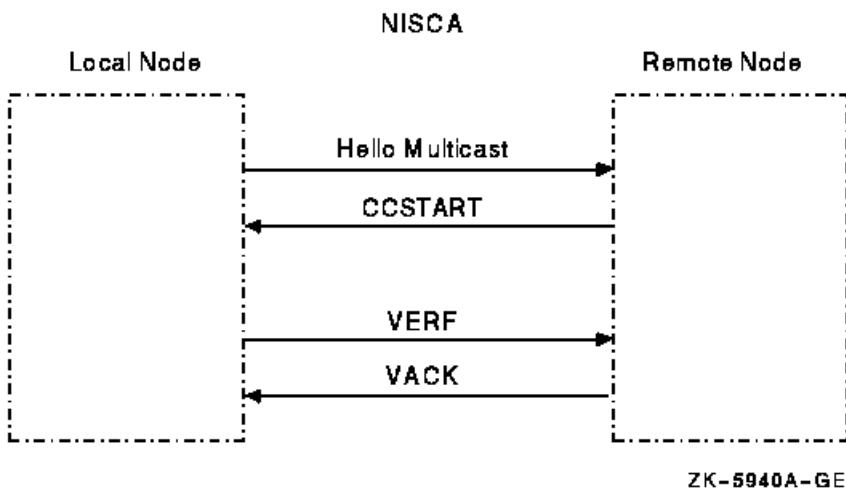 NISCA
Local Node
Remote Node
Hello Multicast
CCSTART
VERF
VACK
ZK-5940A-GE